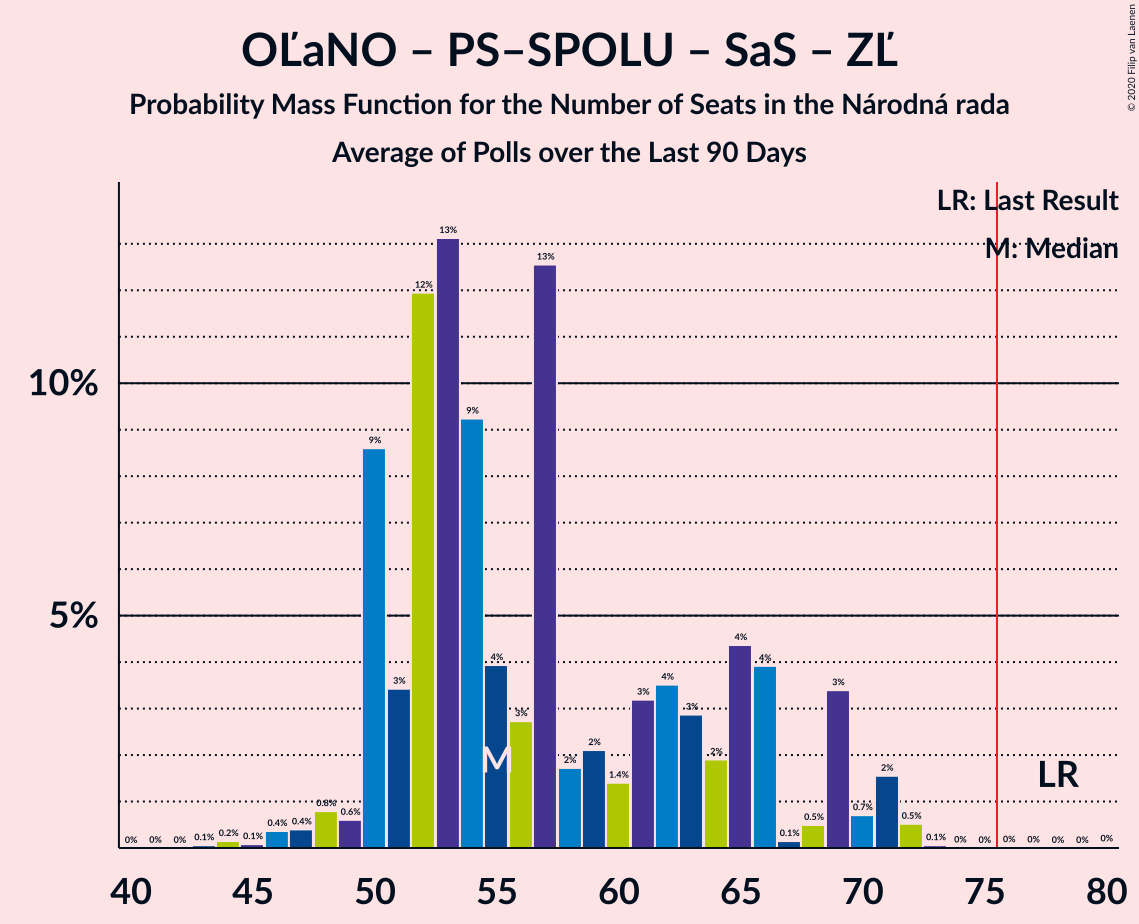 OĽaNO – PS–SPOLU – SaS – ZĽ
Probability Mass Function for the Number of Seats in the Národná rada
Average of Polls over the Last 90 Days
© 2020 Filip van Laenen
LR: Last Result
M: Median
10%
5%
0% 0% 0% 0.1% 0.2% 0.1% 0.4% 0.4% 0.8% 0.6% 9% 3% 12% 13% 9% 4% 3% 13% 2% 2% 1.4% 3% 4% 3% 2% 4% 4% 0.1% 0.5% 3% 0.7% 2% 0.5% 0.1% 0% 0% 0% 0% 0% 0% 0%
M
LR
40 45 50 55 60 65 70 75 80